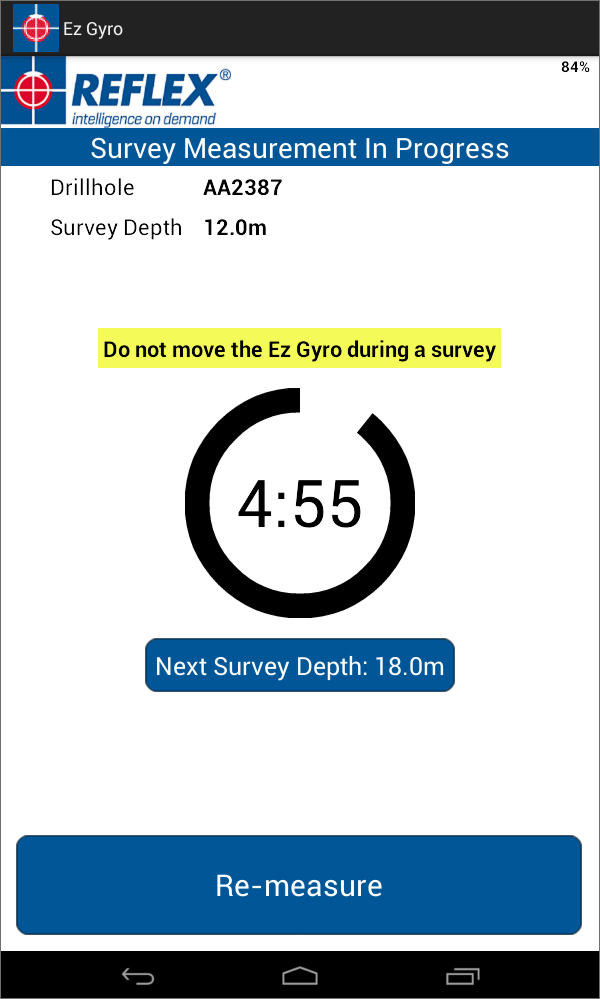 Ez Gyro
84%
REFLEX®
intelligence on demand
Survey Measurement In Progress
Drillhole AA2387
Survey Depth 12.0m
Do not move the Ez Gyro during a survey
4:55
Next Survey Depth: 18.0m
Re-measure